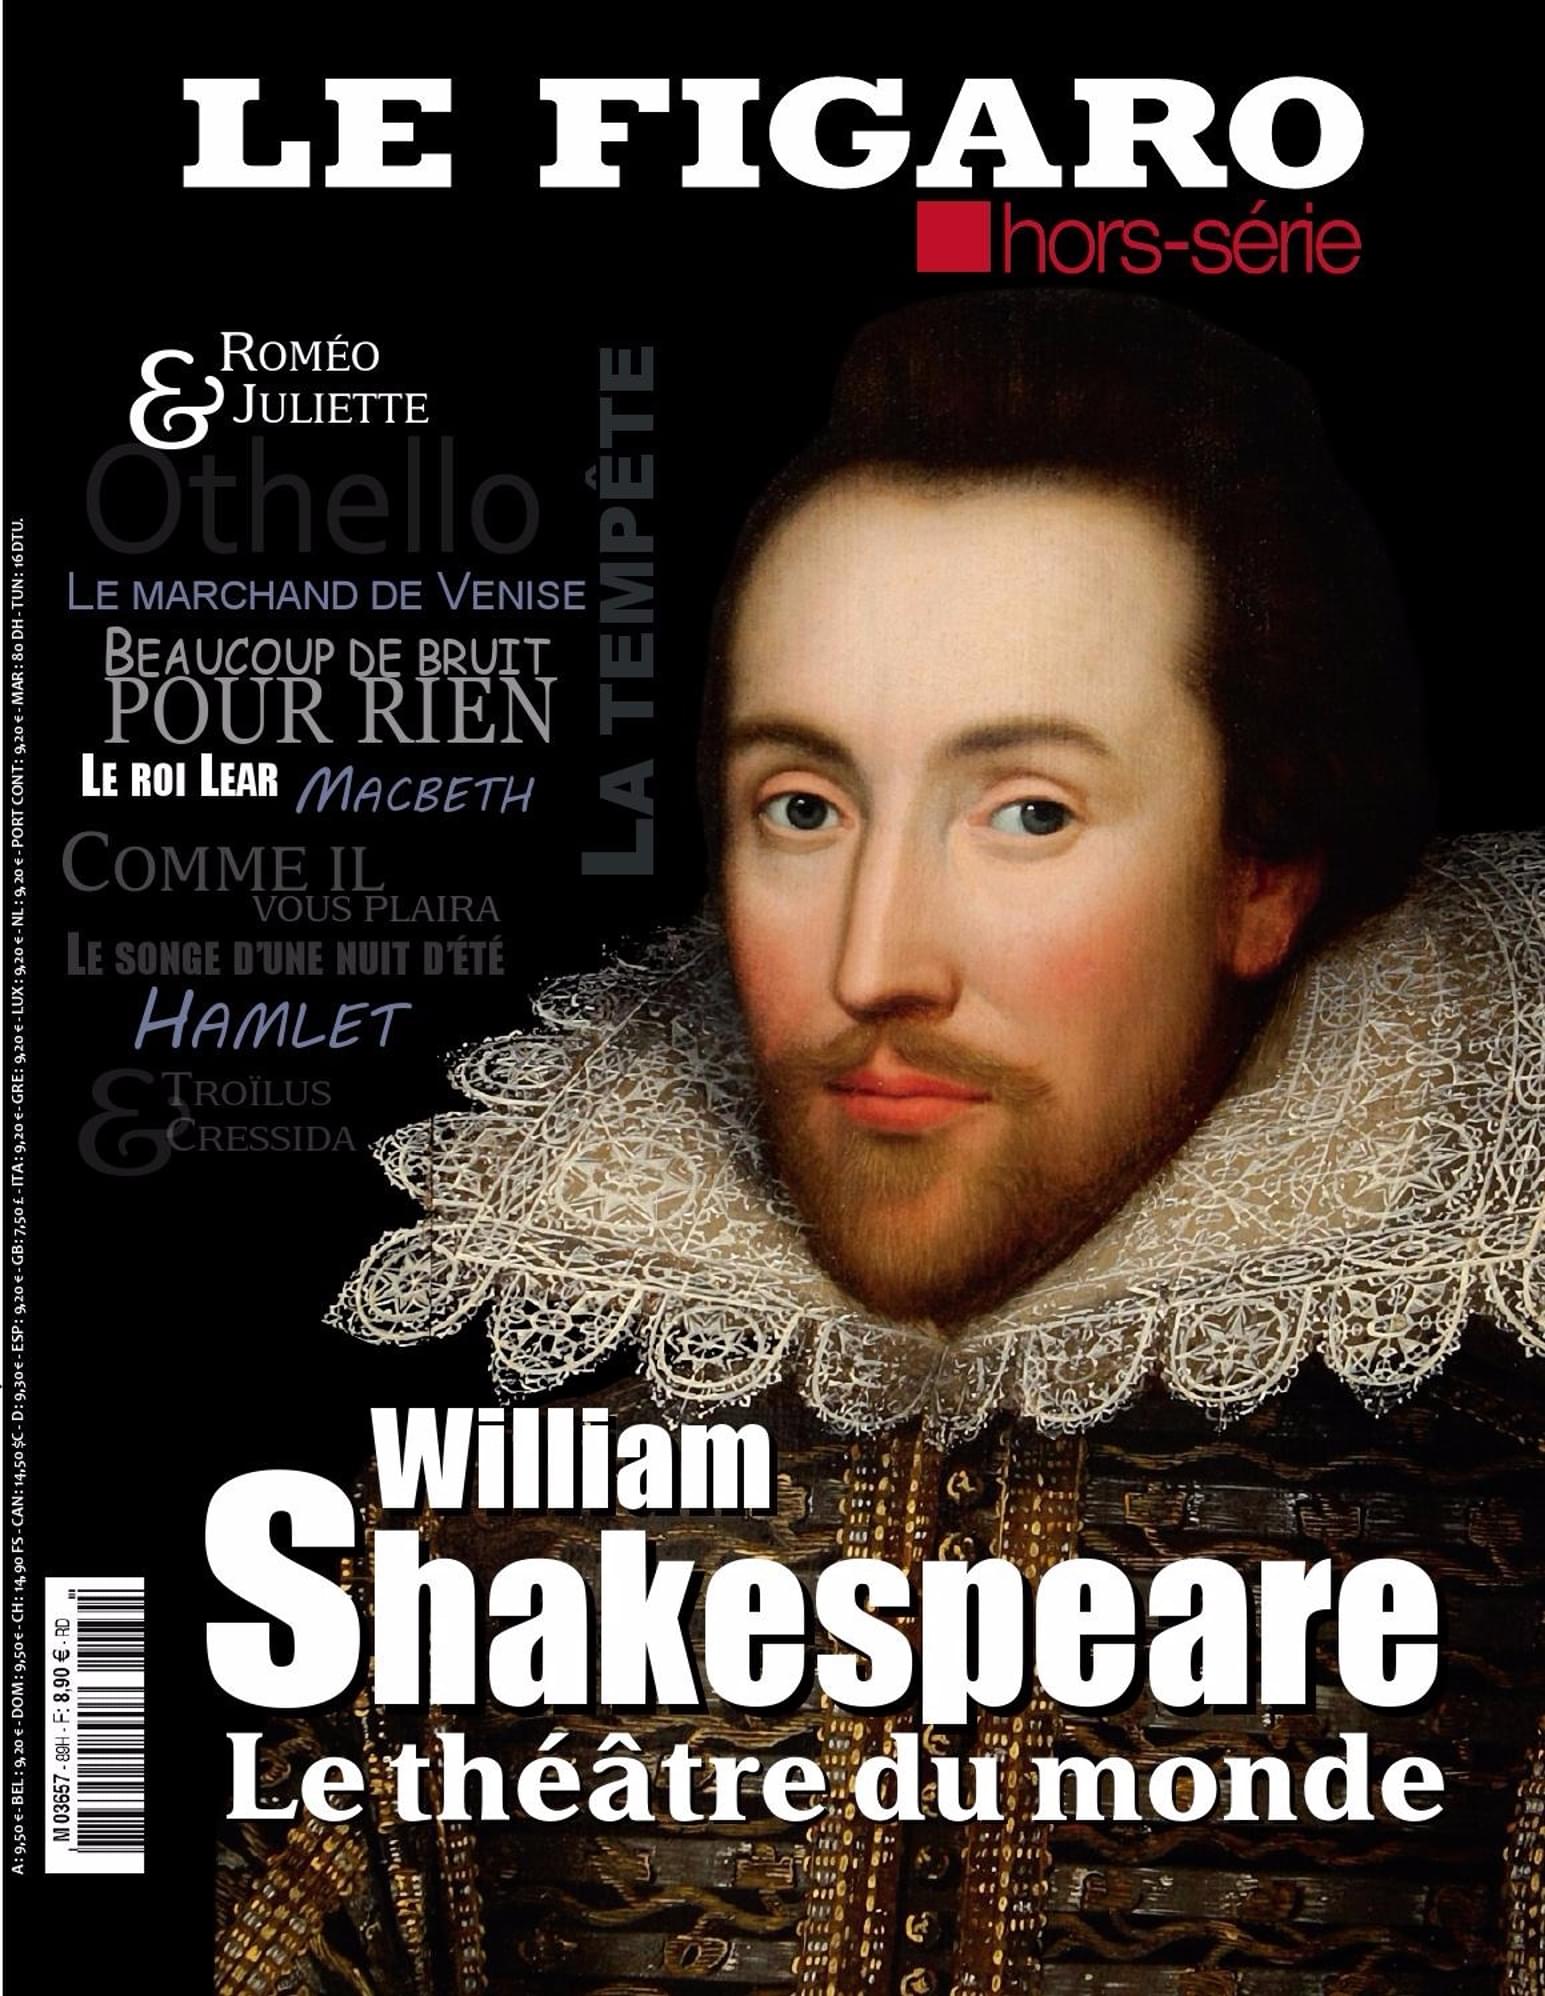 LE FIGARO
hors-série
ROMÉO
& JULIETTE
Othello
LA TEMPÊTE
LE MARCHAND DE VENISE
BEAUCOUP DE BRUIT
POUR RIEN
LE ROI LEAR MACBETH
COMME IL
VOUS PLAIRA
LE SONGE D'UNE NUIT D'ÉTÉ
HAMLET
TROÏLUS
& CRESSIDA
William
Shakespeare
Le théâtre du monde
M 03657 - 89H - F: 8,90 € - RD
A : 9,50 € - BEL : 9,20 € - DOM : 9,50 € - CH : 14,90 FS - CAN : 14,50 $C - D : 9,30 € - ESP : 9,20 € - GB : 7,50 £ - ITA : 9,20 € - GRE : 9,20 € - LUX : 9,20 € - NL : 9,20 € - PORT CONT : 9,20 € - MAR : 80 DH - TUN : 16 DTU.